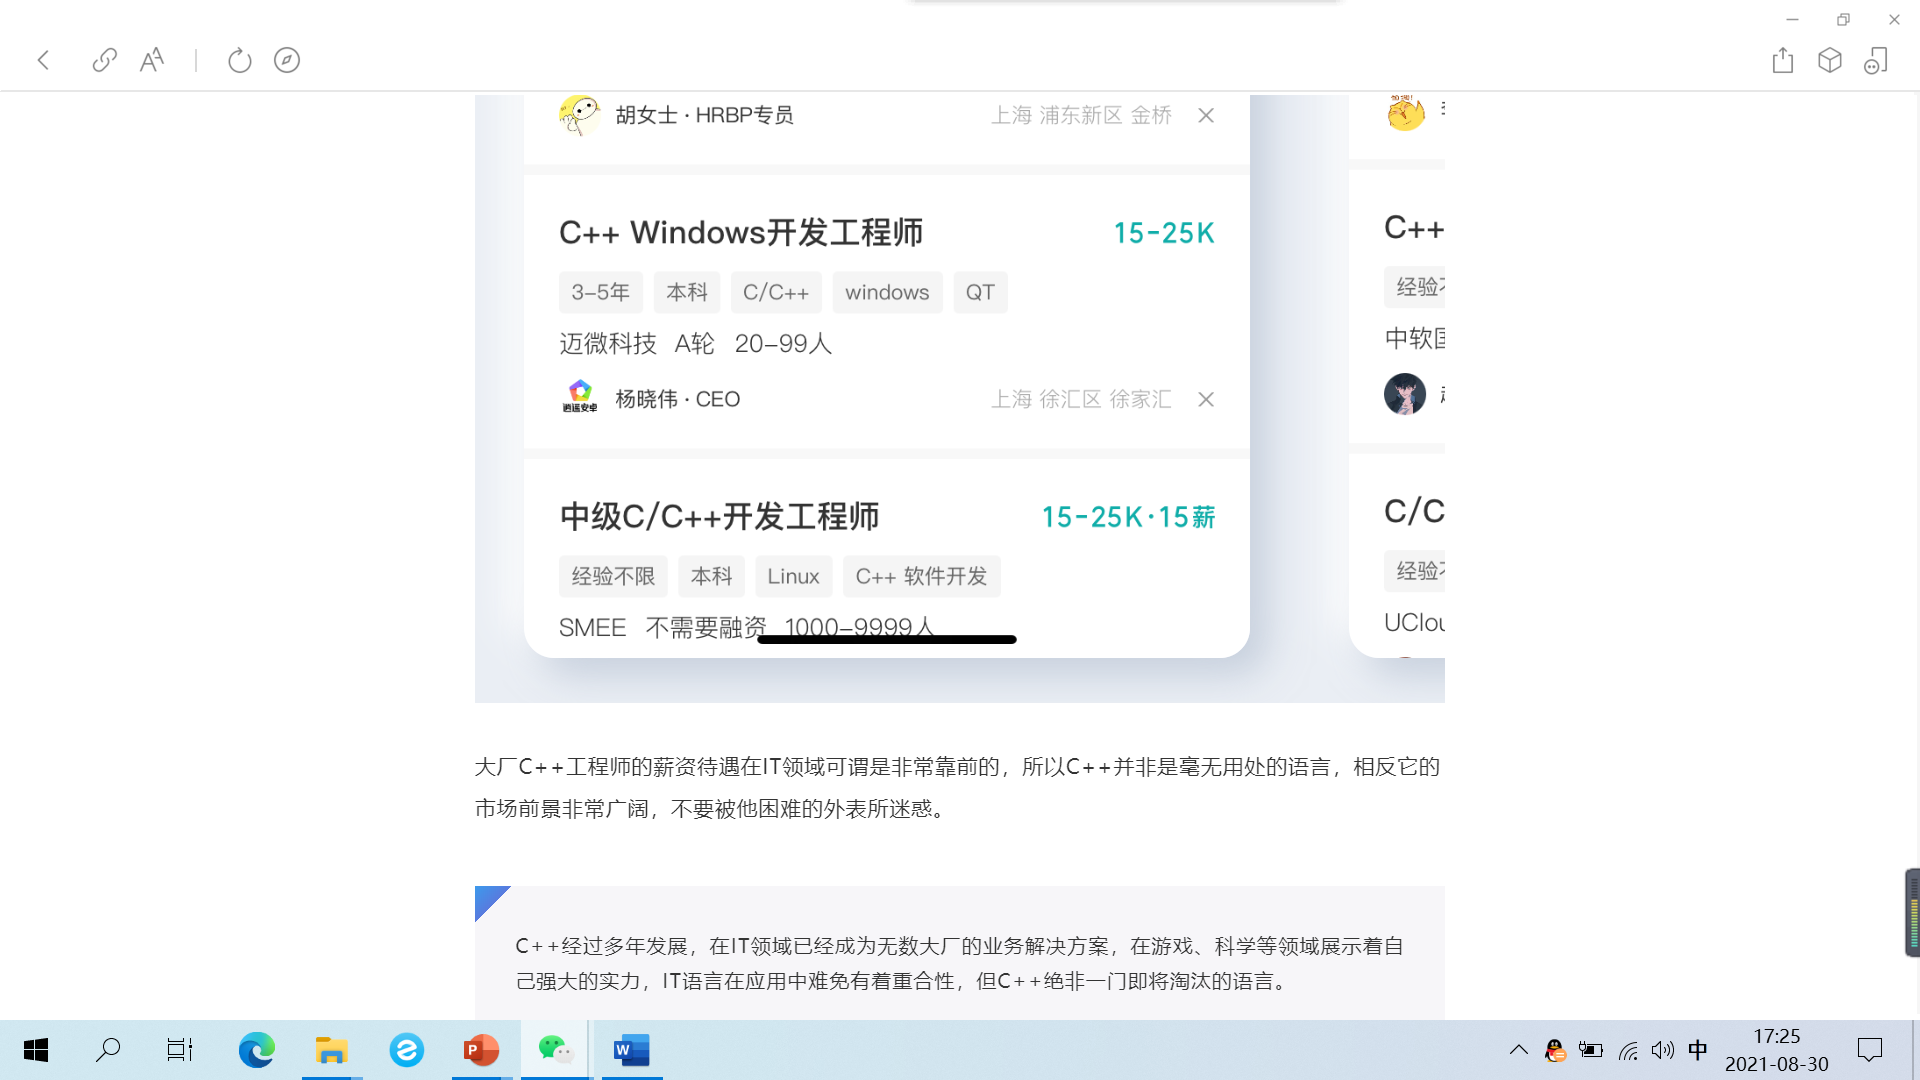 胡女士 · HRBP专员
上海 浦东新区 金桥
C++ Windows开发工程师
15-25K
3-5年 本科 C/C++ windows QT
迈微科技 A轮 20-99人
逍遥安卓
杨晓伟 · CEO
上海 徐汇区 徐家汇
中级C/C++开发工程师
15-25K·15薪
经验不限 本科 Linux C++ 软件开发
SMEE 不需要融资 1000-9999人
C++
经验
中软
C/C
经验
UClou
大厂C++工程师的薪资待遇在IT领域可谓是非常靠前的，所以C++并非是毫无用处的语言，相反它的
市场前景非常广阔，不要被他困难的外表所迷惑。
C++经过多年发展，在IT领域已经成为无数大厂的业务解决方案，在游戏、科学等领域展示着自
己强大的实力，IT语言在应用中难免有着重合性，但C++绝非一门即将淘汰的语言。
中
17:25
2021-08-30